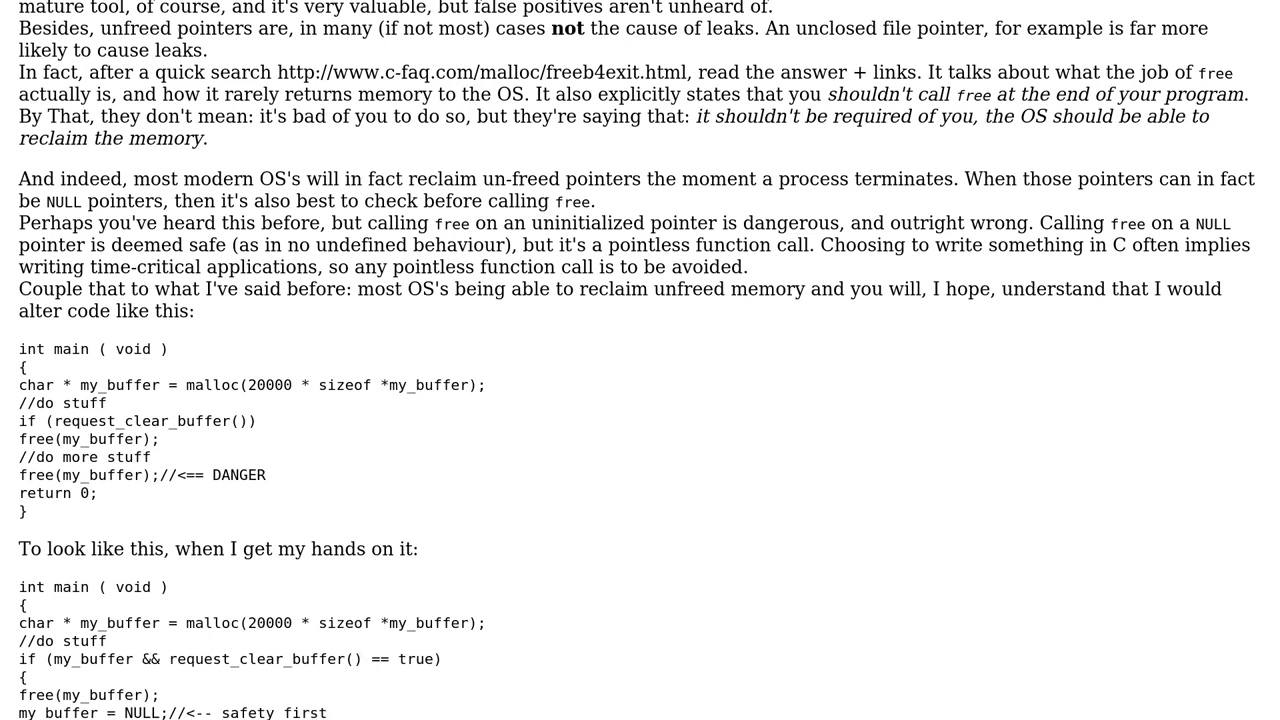 mature tool, of course, and it's very valuable, but false positives aren't unheard of.
Besides, unfreed pointers are, in many (if not most) cases not the cause of leaks. An unclosed file pointer, for example is far more
likely to cause leaks.
In fact, after a quick search http://www.c-faq.com/malloc/freeb4exit.html, read the answer + links. It talks about what the job of free
actually is, and how it rarely returns memory to the OS. It also explicitly states that you shouldn't call free at the end of your program.
By That, they don't mean: it's bad of you to do so, but they're saying that: it shouldn't be required of you, the OS should be able to
reclaim the memory.
And indeed, most modern OS's will in fact reclaim un-freed pointers the moment a process terminates. When those pointers can in fact
be NULL pointers, then it's also best to check before calling free.
Perhaps you've heard this before, but calling free on an uninitialized pointer is dangerous, and outright wrong. Calling free on a NULL
pointer is deemed safe (as in no undefined behaviour), but it's a pointless function call. Choosing to write something in C often implies
writing time-critical applications, so any pointless function call is to be avoided.
Couple that to what I've said before: most OS's being able to reclaim unfreed memory and you will, I hope, understand that I would
alter code like this:
int main ( void )
{
char * my_buffer = malloc(20000 * sizeof *my_buffer);
//do stuff
if (request_clear_buffer())
free(my_buffer);
//do more stuff
free(my_buffer);//<== DANGER
return 0;
}
To look like this, when I get my hands on it:
int main ( void )
{
char * my_buffer = malloc(20000 * sizeof *my_buffer);
//do stuff
if (my_buffer && request_clear_buffer() == true)
{
free(my_buffer);
my_buffer = NULL;//<-- safety first